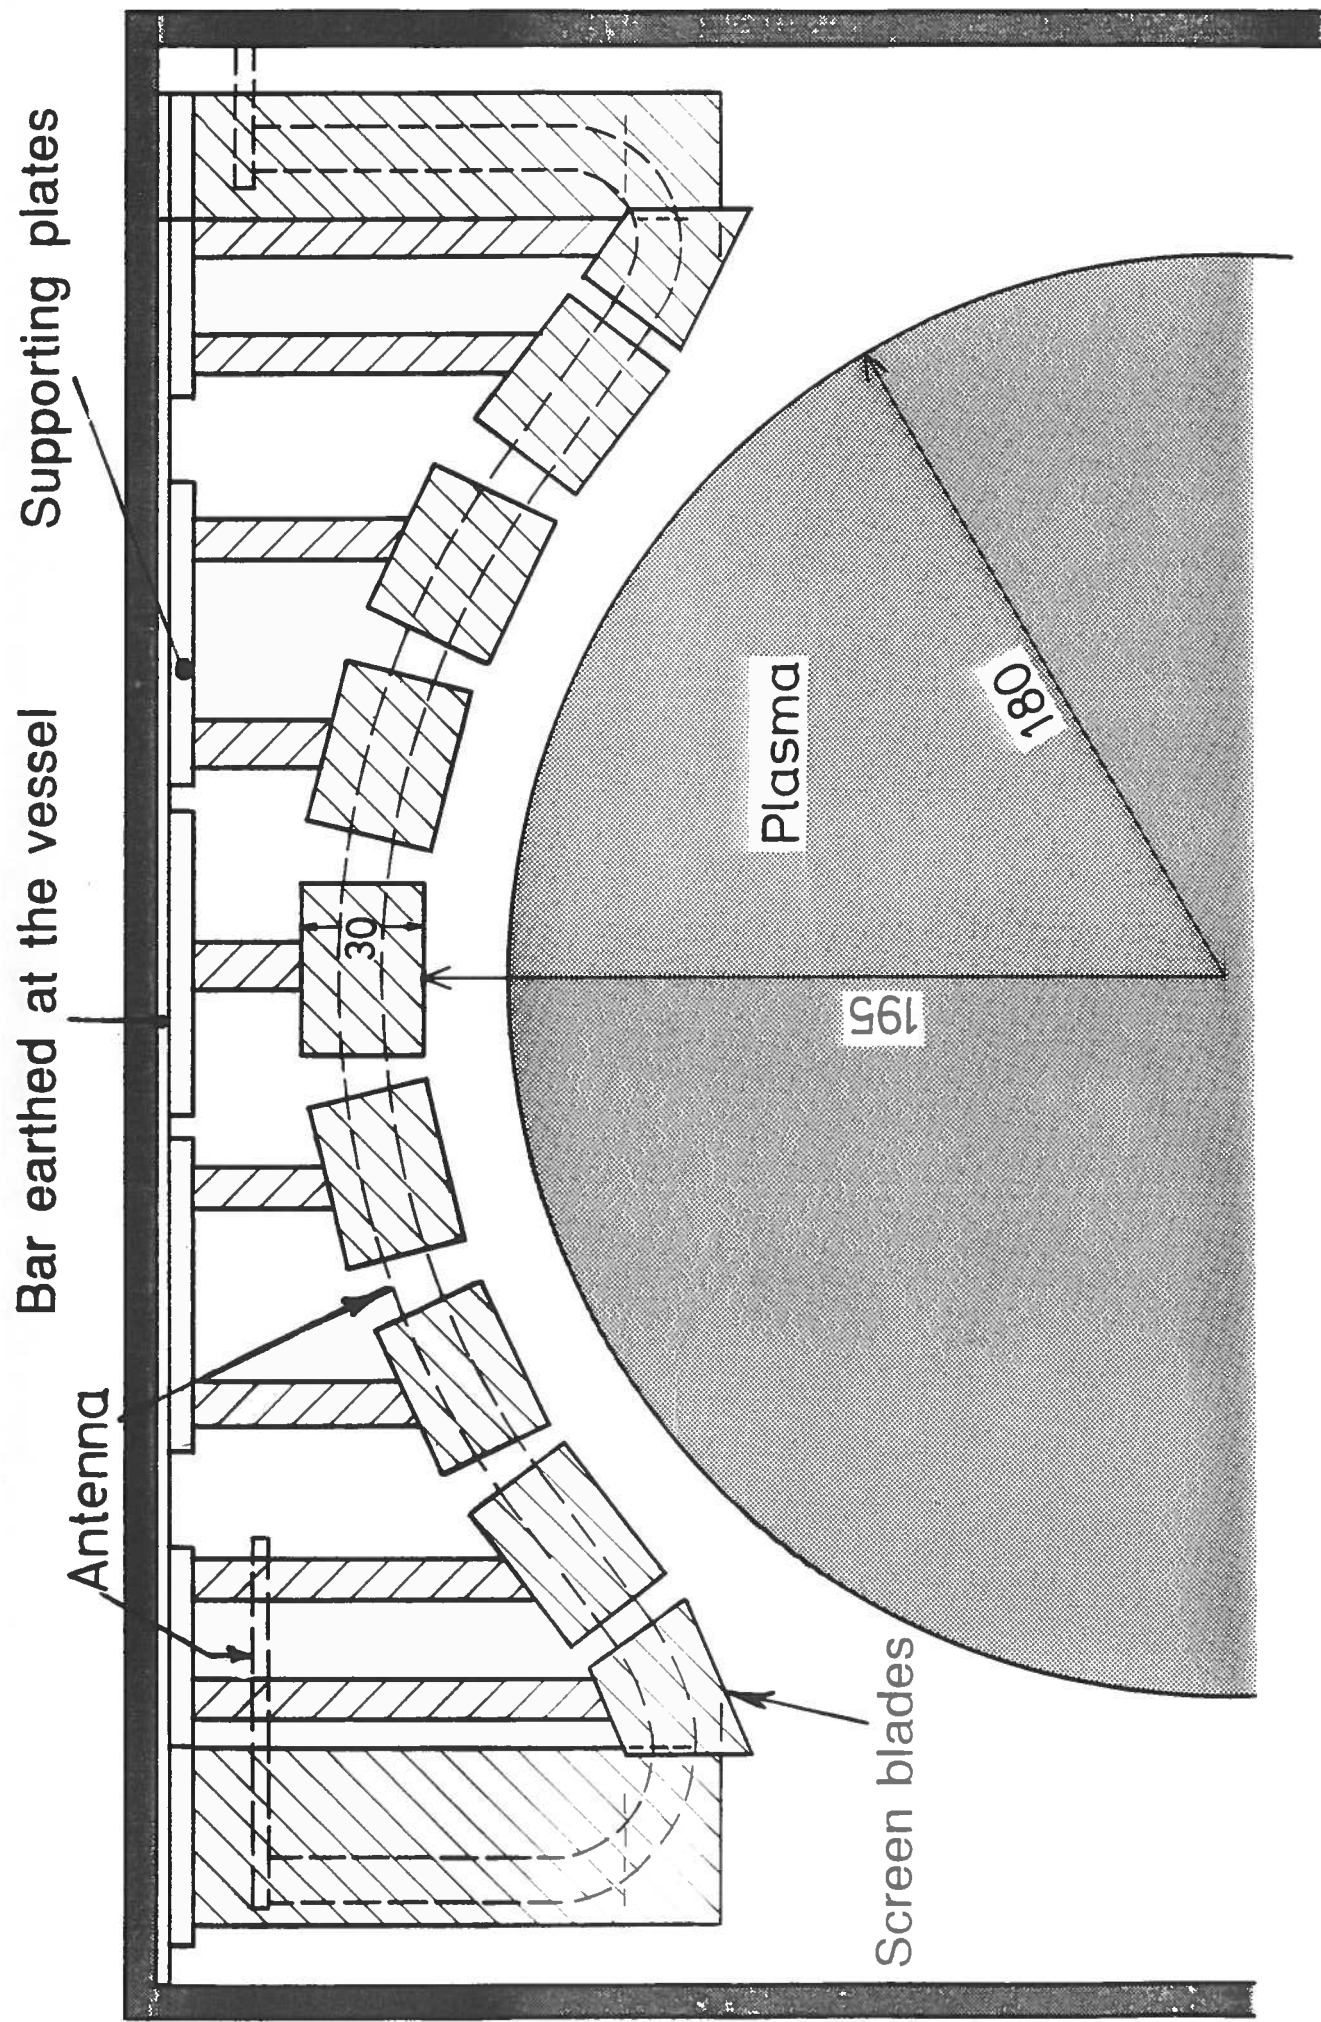 Supporting plates
Bar earthed at the vessel
Antenna
30
195
180
Plasma
Screen blades